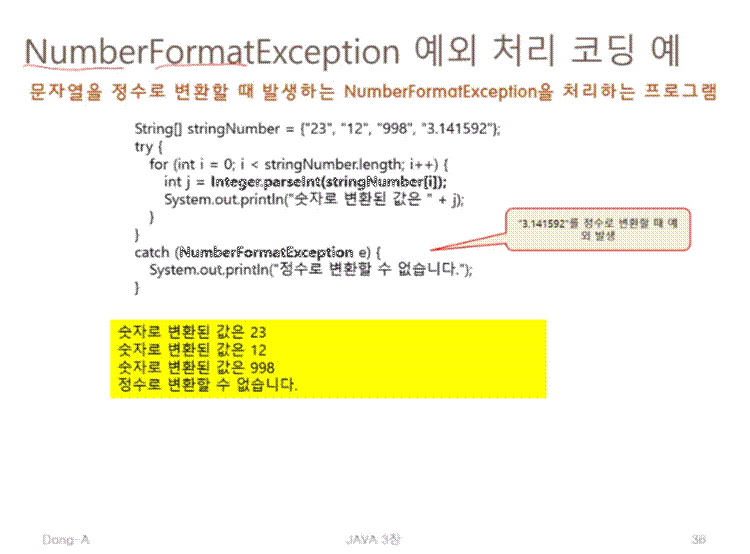 NumberFormatException 예외 처리 코딩 예
문자열을 정수로 변환할 때 발생하는 NumberFormatException을 처리하는 프로그램
String[] stringNumber = {"23", "12", "998", "3.141592"};
try {
for (int i = 0; i < stringNumber.length; i++) {
int j = Integer.parseInt(stringNumber[i]);
System.out.println("숫자로 변환된 값은 " + j);
}
}
catch (NumberFormatException e) {
System.out.println("정수로 변환할 수 없습니다.");
}
"3.141592"를 정수로 변환할 때 예
외 발생
숫자로 변환된 값은 23
숫자로 변환된 값은 12
숫자로 변환된 값은 998
정수로 변환할 수 없습니다.
Dong-A
JAVA 3장
36